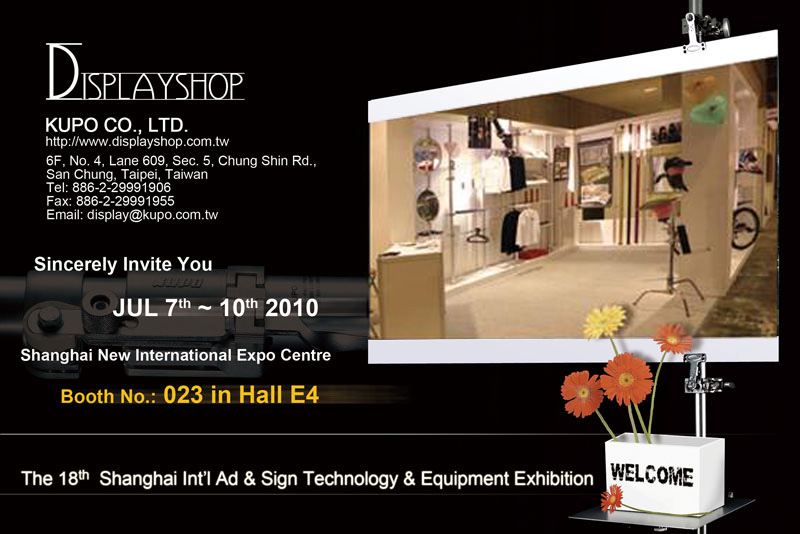 DISPLAYSHOP
KUPO CO., LTD.
http://www.displayshop.com.tw
6F, No. 4, Lane 609, Sec. 5, Chung Shin Rd.,
San Chung, Taipei, Taiwan
Tel: 886-2-29991906
Fax: 886-2-29991955
Email: display@kupo.com.tw
Sincerely Invite You
KUPO
JUL 7th ~ 10th 2010
Shanghai New International Expo Centre
Booth No.: 023 in Hall E4
WELCOME
The 18th Shanghai Int'l Ad & Sign Technology & Equipment Exhibition